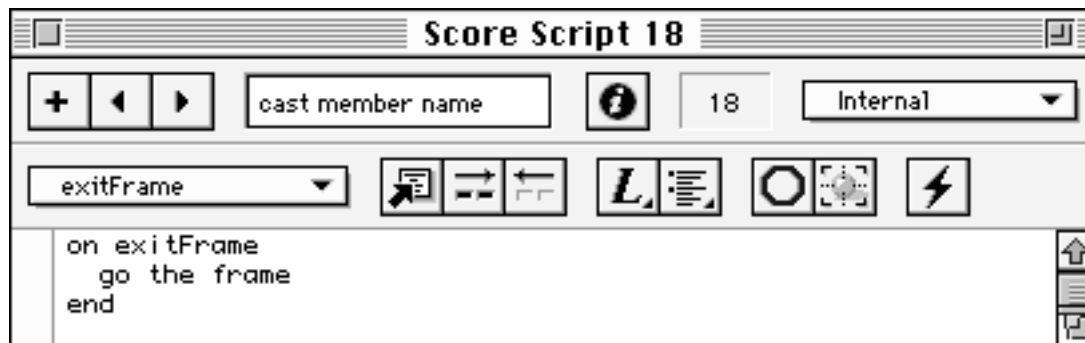 Score Script 18
cast member name
18
Internal
exitFrame
L
on exitFrame
go the frame
end